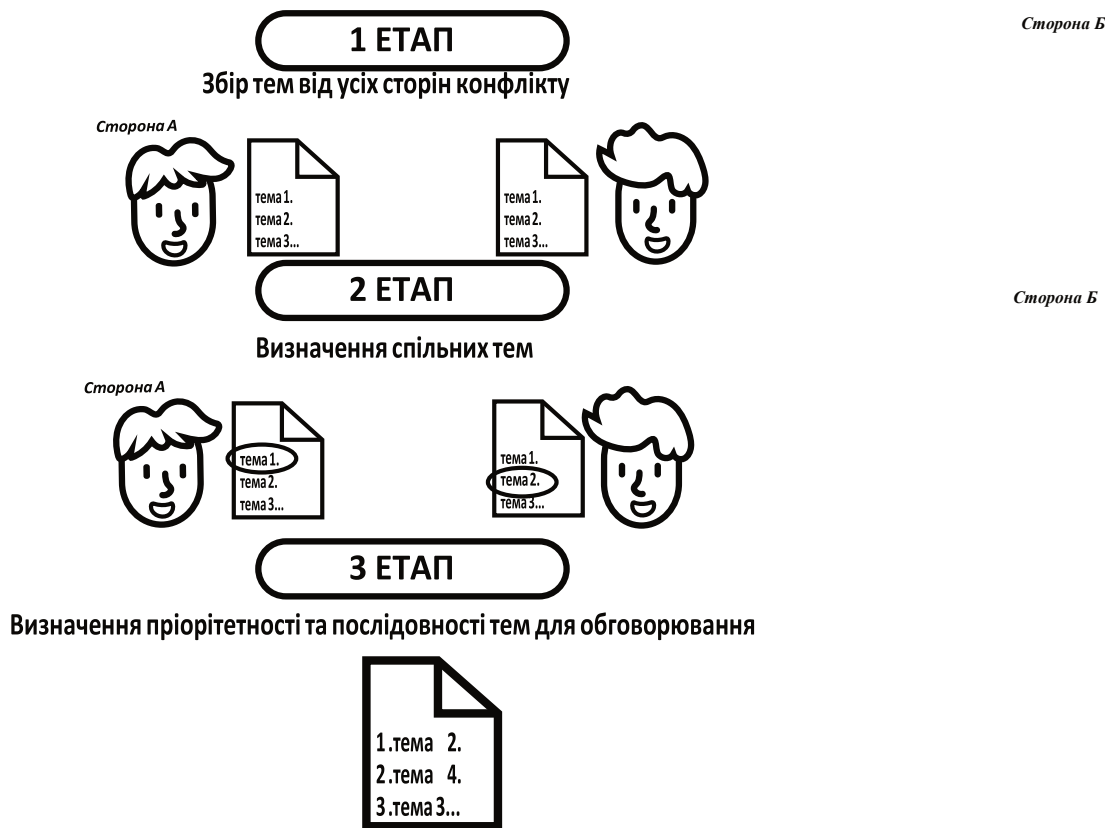 1 ЕТАП
Сторона Б
Збір тем від усіх сторін конфлікту
Сторона А
тема 1.
тема 2.
тема 3...
тема 1.
тема 2.
тема 3...
2 ЕТАП
Сторона Б
Визначення спільних тем
Сторона А
тема 1.
тема 2.
тема 3...
тема 1.
тема 2.
тема 3...
3 ЕТАП
Визначення пріорітетності та послідовності тем для обговорювання
1.тема 2.
2.тема 4.
3.тема 3...